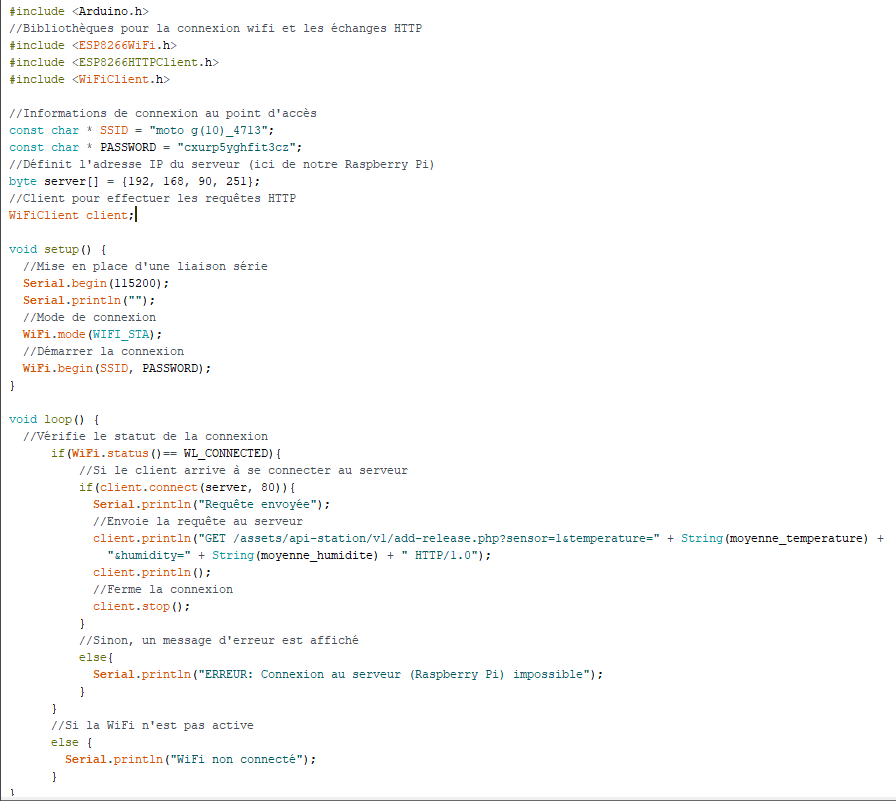 #include <Arduino.h>
//Bibliothèques pour la connexion wifi et les échanges HTTP
#include <ESP8266WiFi.h>
#include <ESP8266HTTPClient.h>
#include <WiFiClient.h>
//Informations de connexion au point d'accès
const char * SSID = "moto g(10)_4713";
const char * PASSWORD = "cxurp5yghfit3cz";
//Définit l'adresse IP du serveur (ici de notre Raspberry Pi)
byte server[] = {192, 168, 90, 251};
//Client pour effectuer les requêtes HTTP
WiFiClient client;
void setup() {
//Mise en place d'une liaison série
Serial.begin(115200);
Serial.println("");
//Mode de connexion
WiFi.mode(WIFI_STA);
//Démarrer la connexion
WiFi.begin(SSID, PASSWORD);
}
void loop() {
//Vérifie le statut de la connexion
if(WiFi.status()== WL_CONNECTED){
//Si le client arrive à se connecter au serveur
if(client.connect(server, 80)){
Serial.println("Requête envoyée");
//Envoie la requête au serveur
client.println("GET /assets/api-station/v1/add-release.php?sensor=1&temperature=" + String(moyenne_temperature) +
"&humidity=" + String(moyenne_humidite) + " HTTP/1.0");
client.println();
//Ferme la connexion
client.stop();
}
//Sinon, un message d'erreur est affiché
else{
Serial.println("ERREUR: Connexion au serveur (Raspberry Pi) impossible");
}
}
//Si la WiFi n'est pas active
else {
Serial.println("WiFi non connecté");
}
}